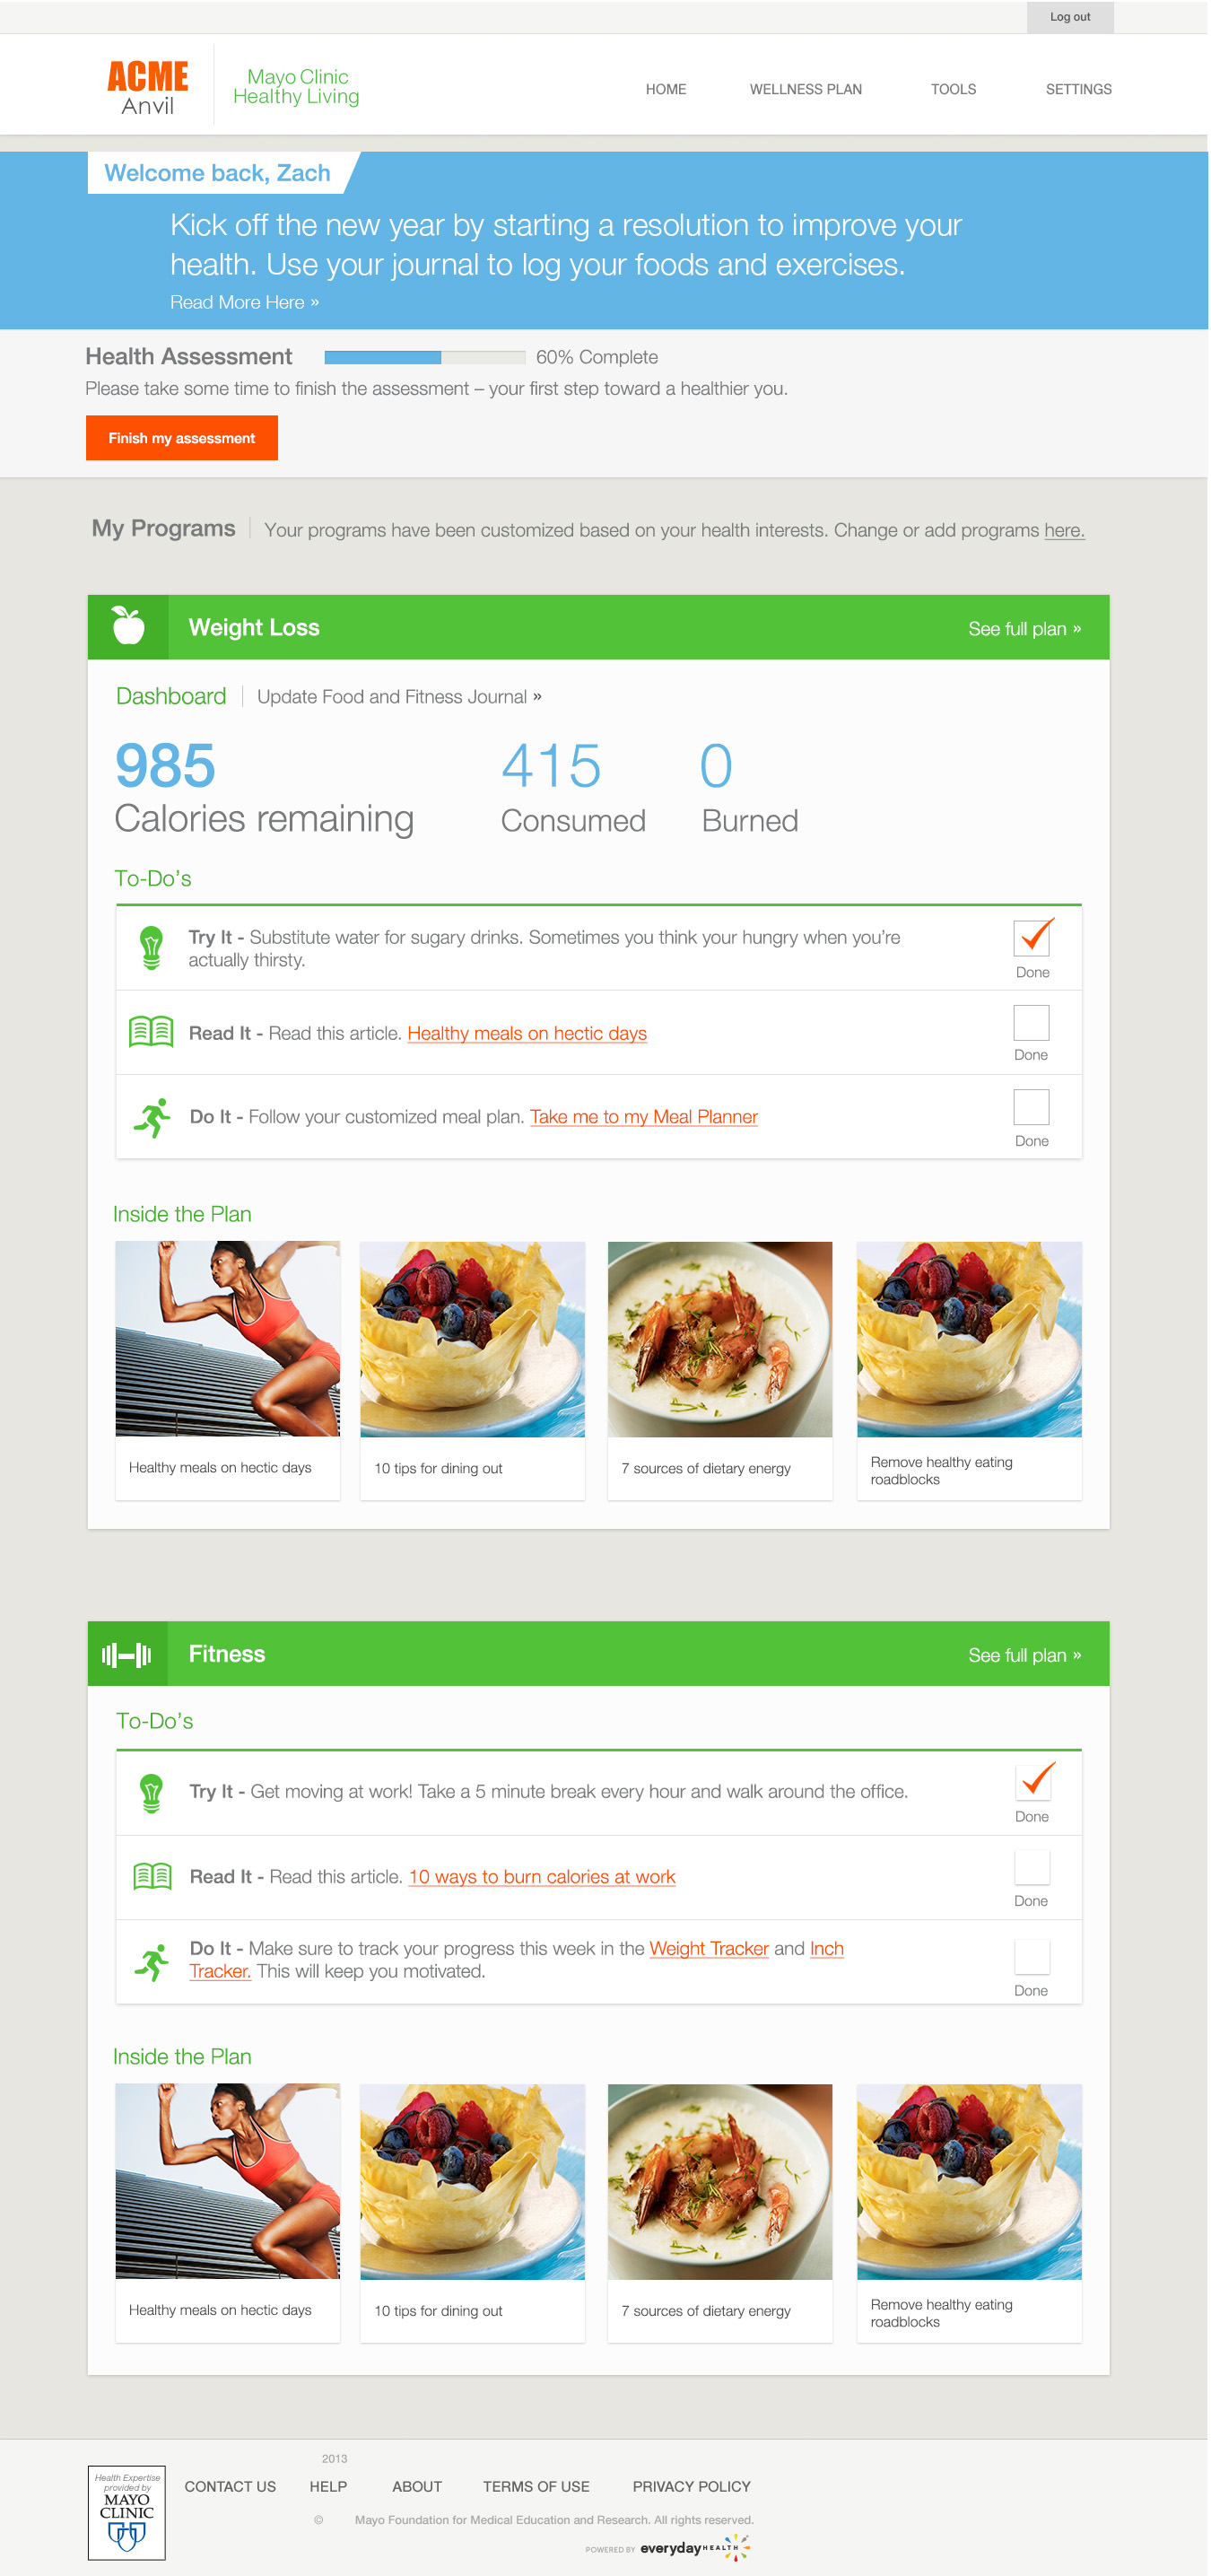 Log out
ACME
Anvil
Mayo Clinic
Healthy Living
HOME WELLNESS PLAN TOOLS SETTINGS
Welcome back, Zach
Kick off the new year by starting a resolution to improve your
health. Use your journal to log your foods and exercises.
Read More Here »
Health Assessment 60% Complete
Please take some time to finish the assessment – your first step toward a healthier you.
Finish my assessment
My Programs Your programs have been customized based on your health interests. Change or add programs here.
Weight Loss See full plan »
Dashboard Update Food and Fitness Journal »
985 415 0
Calories remaining Consumed Burned
To-Do’s
Try It - Substitute water for sugary drinks. Sometimes you think your hungry when you’re
actually thirsty.
Done
Read It - Read this article. Healthy meals on hectic days
Done
Do It - Follow your customized meal plan. Take me to my Meal Planner
Done
Inside the Plan
Healthy meals on hectic days
10 tips for dining out
7 sources of dietary energy
Remove healthy eating
roadblocks
Fitness See full plan »
To-Do’s
Try It - Get moving at work! Take a 5 minute break every hour and walk around the office.
Done
Read It - Read this article. 10 ways to burn calories at work
Done
Do It - Make sure to track your progress this week in the Weight Tracker and Inch
Tracker. This will keep you motivated.
Done
Inside the Plan
Healthy meals on hectic days
10 tips for dining out
7 sources of dietary energy
Remove healthy eating
roadblocks
2013
Health Expertise
provided by
MAYO
CLINIC
CONTACT US HELP ABOUT TERMS OF USE PRIVACY POLICY
© Mayo Foundation for Medical Education and Research. All rights reserved.
POWERED BY everydayHEALTH